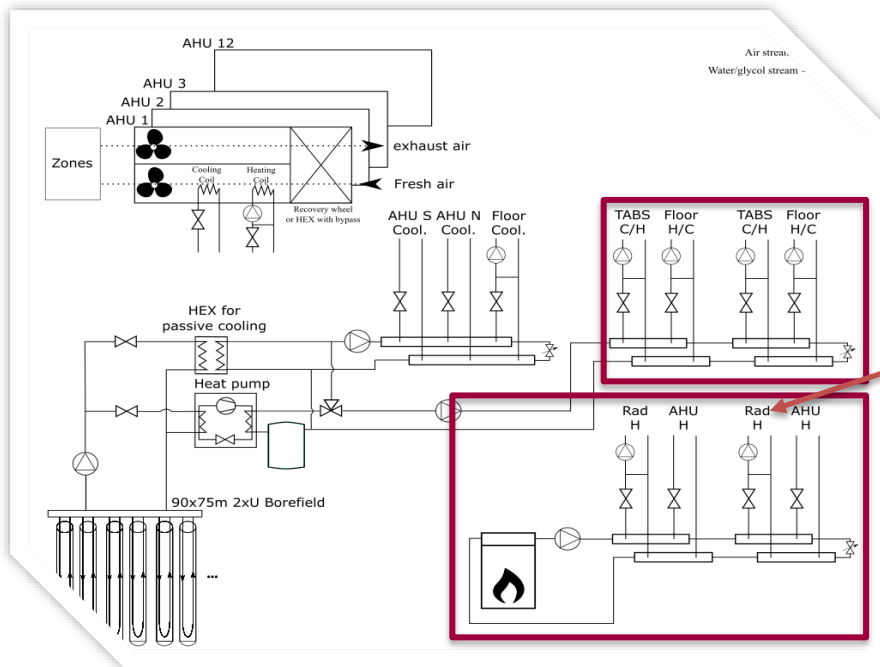 AHU 12
Air stream
Water/glycol stream -
AHU 3
AHU 2
AHU 1
exhaust air
Zones
Cooling
Coil
Heating
Coil
Fresh air
Recovery wheel
or HEX with bypass
AHU S
Cool.
AHU N
Cool.
Floor
Cool.
TABS
C/H
Floor
H/C
TABS
C/H
Floor
H/C
HEX for
passive cooling
Heat pump
Rad
H
AHU
H
Rad
H
AHU
H
90x75m 2xU Borefield
...